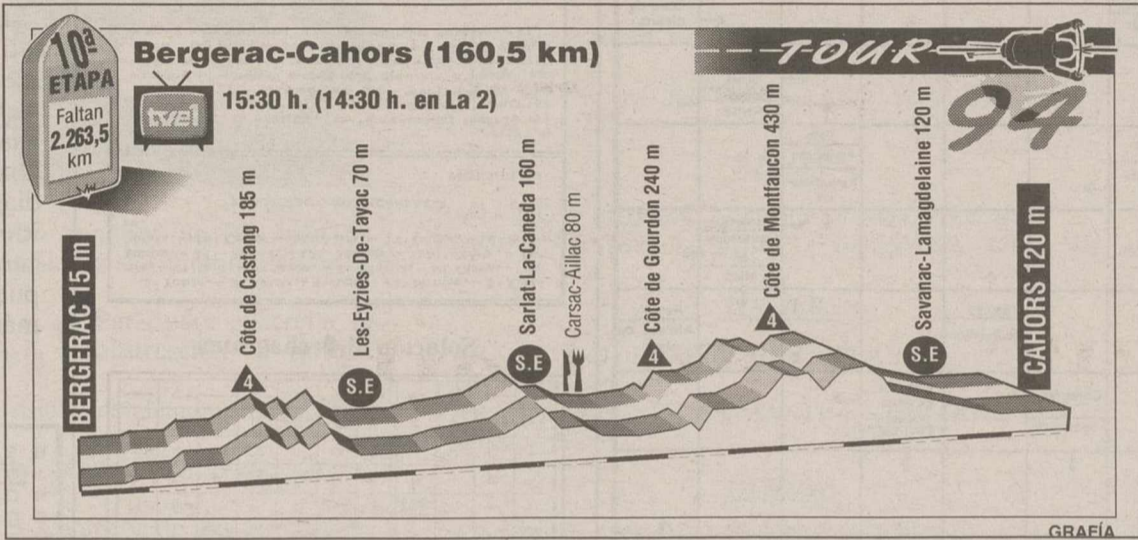 10ª
ETAPA
Faltan
2.263,5
km
Bergerac-Cahors (160,5 km)
tve1
15:30 h. (14:30 h. en La 2)
TOUR
94
BERGERAC 15 m
Côte de Castang 185 m
4
Les-Eyzies-De-Tayac 70 m
S.E
Sarlat-La-Caneda 160 m
S.E
Carsac-Aillac 80 m
Côte de Gourdon 240 m
4
Côte de Montfaucon 430 m
4
Savanac-Lamagdelaine 120 m
S.E
CAHORS 120 m
GRAFÍA